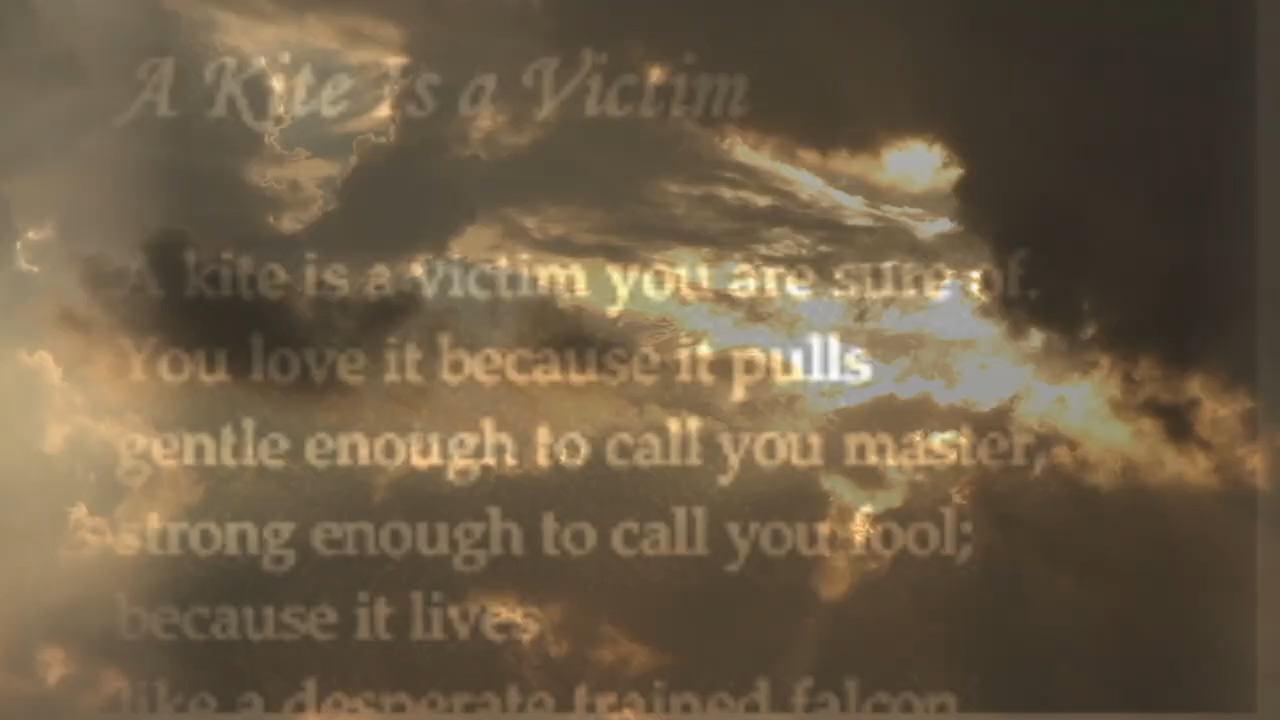 A Kite is a Victim
A kite is a victim you are sure of.
You love it because it pulls
gentle enough to call you master,
strong enough to call you fool;
because it lives
like a desperate trained falcon